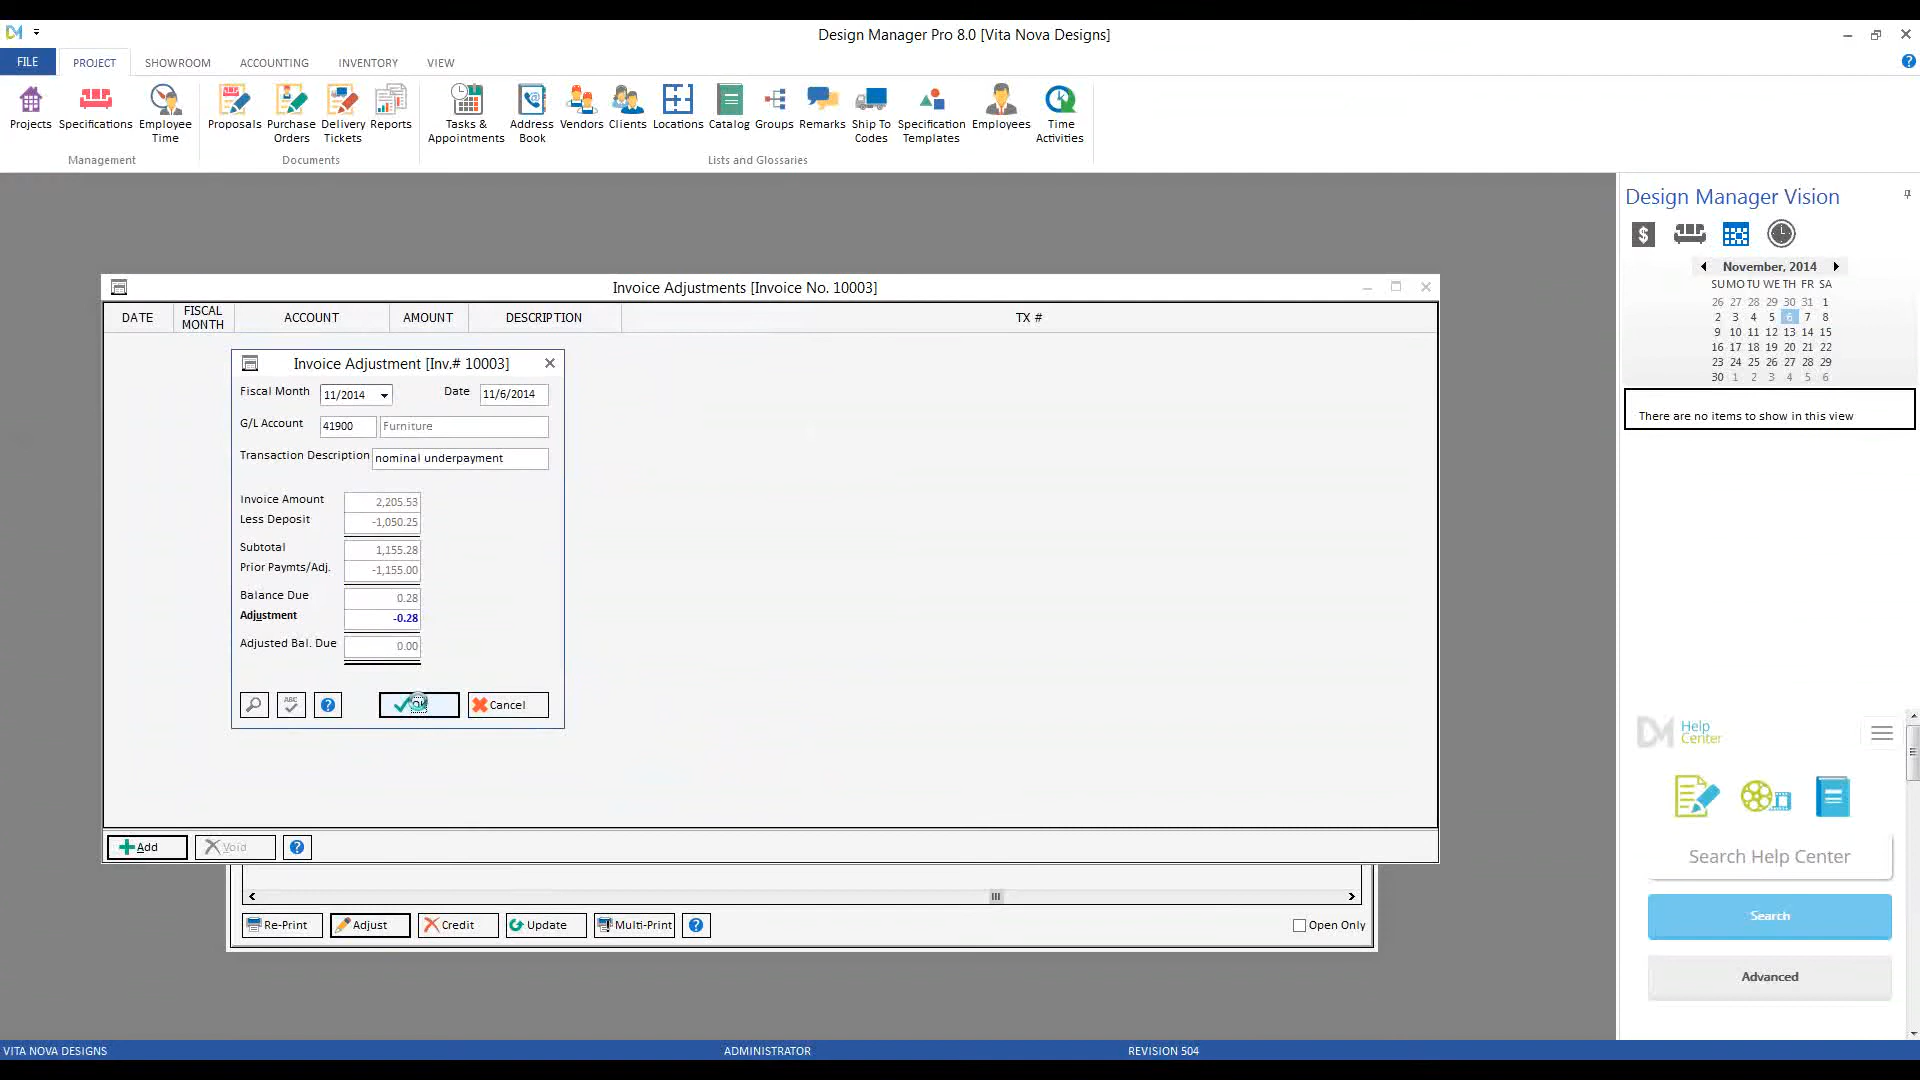 DM
Design Manager Pro 8.0 [Vita Nova Designs]
FILE PROJECT SHOWROOM ACCOUNTING INVENTORY VIEW
Projects Specifications Employee Time Proposals Purchase Orders Delivery Tickets Reports Tasks & Appointments Address Book Vendors Clients Locations Catalog Groups Remarks Ship To Codes Specification Templates Employees Time Activities
Management Documents Lists and Glossaries
Design Manager Vision
November, 2014
SU MO TU WE TH FR SA
26 27 28 29 30 31 1
2 3 4 5 6 7 8
9 10 11 12 13 14 15
16 17 18 19 20 21 22
23 24 25 26 27 28 29
30 1 2 3 4 5 6
There are no items to show in this view
Invoice Adjustments [Invoice No. 10003]
DATE FISCAL MONTH ACCOUNT AMOUNT DESCRIPTION TX #
Invoice Adjustment [Inv.# 10003]
Fiscal Month 11/2014 Date 11/6/2014
G/L Account 41900 Furniture
Transaction Description nominal underpayment
Invoice Amount 2,205.53
Less Deposit -1,050.25
Subtotal 1,155.28
Prior Paymts/Adj. -1,155.00
Balance Due 0.28
Adjustment -0.28
Adjusted Bal. Due 0.00
ABC
Cancel
Add Void
Re-Print Adjust Credit Update Multi-Print Open Only
DM Help Center
Search Help Center
Search
Advanced
VITA NOVA DESIGNS ADMINISTRATOR REVISION 504